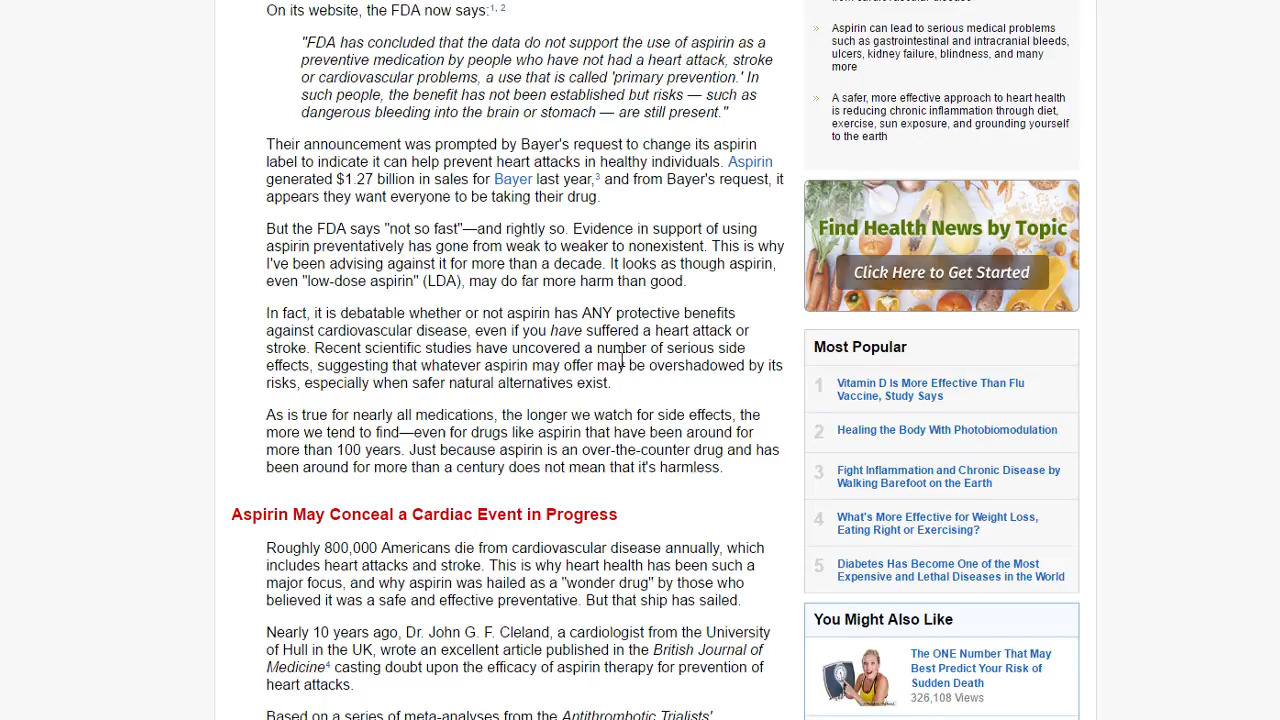 On its website, the FDA now says:1, 2
"FDA has concluded that the data do not support the use of aspirin as a
preventive medication by people who have not had a heart attack, stroke
or cardiovascular problems, a use that is called 'primary prevention.' In
such people, the benefit has not been established but risks — such as
dangerous bleeding into the brain or stomach — are still present."
Their announcement was prompted by Bayer's request to change its aspirin
label to indicate it can help prevent heart attacks in healthy individuals. Aspirin
generated $1.27 billion in sales for Bayer last year,3 and from Bayer's request, it
appears they want everyone to be taking their drug.
But the FDA says "not so fast"—and rightly so. Evidence in support of using
aspirin preventatively has gone from weak to weaker to nonexistent. This is why
I've been advising against it for more than a decade. It looks as though aspirin,
even "low-dose aspirin" (LDA), may do far more harm than good.
In fact, it is debatable whether or not aspirin has ANY protective benefits
against cardiovascular disease, even if you have suffered a heart attack or
stroke. Recent scientific studies have uncovered a number of serious side
effects, suggesting that whatever aspirin may offer may be overshadowed by its
risks, especially when safer natural alternatives exist.
As is true for nearly all medications, the longer we watch for side effects, the
more we tend to find—even for drugs like aspirin that have been around for
more than 100 years. Just because aspirin is an over-the-counter drug and has
been around for more than a century does not mean that it's harmless.
Aspirin May Conceal a Cardiac Event in Progress
Roughly 800,000 Americans die from cardiovascular disease annually, which
includes heart attacks and stroke. This is why heart health has been such a
major focus, and why aspirin was hailed as a "wonder drug" by those who
believed it was a safe and effective preventative. But that ship has sailed.
Nearly 10 years ago, Dr. John G. F. Cleland, a cardiologist from the University
of Hull in the UK, wrote an excellent article published in the British Journal of
Medicine4 casting doubt upon the efficacy of aspirin therapy for prevention of
heart attacks.
Based on a series of meta-analyses from the Antithrombotic Trialists'
Aspirin can lead to serious medical problems
such as gastrointestinal and intracranial bleeds,
ulcers, kidney failure, blindness, and many
more
A safer, more effective approach to heart health
is reducing chronic inflammation through diet,
exercise, sun exposure, and grounding yourself
to the earth
Find Health News by Topic
Click Here to Get Started
Most Popular
1 Vitamin D Is More Effective Than Flu
Vaccine, Study Says
2 Healing the Body With Photobiomodulation
3 Fight Inflammation and Chronic Disease by
Walking Barefoot on the Earth
4 What's More Effective for Weight Loss,
Eating Right or Exercising?
5 Diabetes Has Become One of the Most
Expensive and Lethal Diseases in the World
You Might Also Like
The ONE Number That May
Best Predict Your Risk of
Sudden Death
326,108 Views